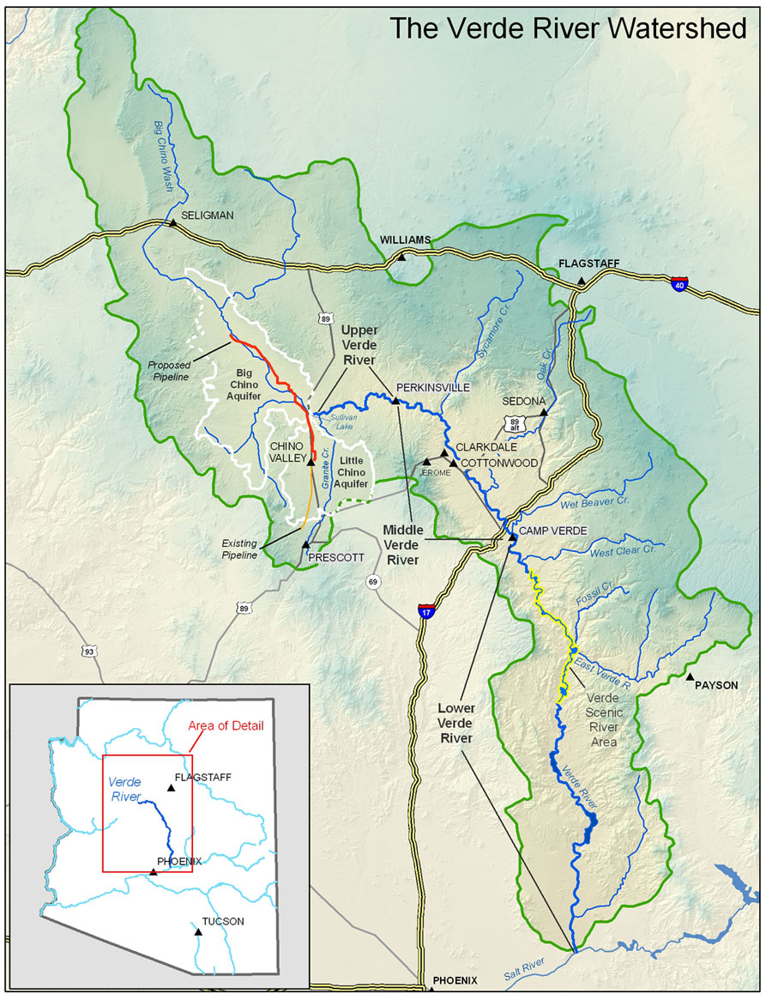 The Verde River Watershed
Big Chino Wash
SELIGMAN
WILLIAMS
FLAGSTAFF
40
89
Upper
Verde
River
Sycamore Cr.
Oak Cr.
Proposed
Pipeline
Big
Chino
Aquifer
PERKINSVILLE
SEDONA
89
alt
Sullivan
Lake
CHINO
VALLEY
Granite Cr.
Little
Chino
Aquifer
CLARKDALE
COTTONWOOD
JEROME
Wet Beaver Cr.
Existing
Pipeline
Middle
Verde
River
CAMP VERDE
West Clear Cr.
PRESCOTT
69
89
17
Fossil Cr.
93
East Verde R.
PAYSON
Verde
Scenic
River
Area
Lower
Verde
River
Verde River
Area of Detail
FLAGSTAFF
Verde
River
PHOENIX
TUCSON
Salt River
PHOENIX